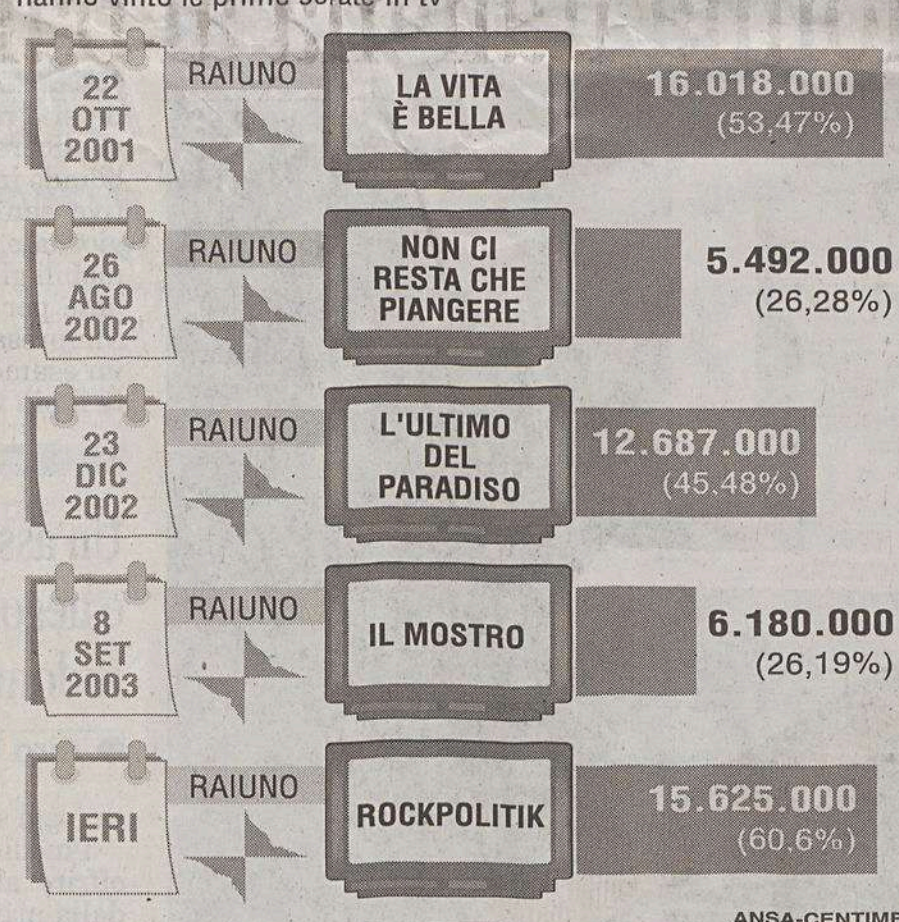 hanno vinto le prime serate in tv
22
OTT
2001
RAIUNO
LA VITA
È BELLA
16.018.000
(53,47%)
26
AGO
2002
RAIUNO
NON CI
RESTA CHE
PIANGERE
5.492.000
(26,28%)
23
DIC
2002
RAIUNO
L'ULTIMO
DEL
PARADISO
12.687.000
(45,48%)
8
SET
2003
RAIUNO
IL MOSTRO
6.180.000
(26,19%)
IERI
RAIUNO
ROCKPOLITIK
15.625.000
(60,6%)
ANSA-CENTIME